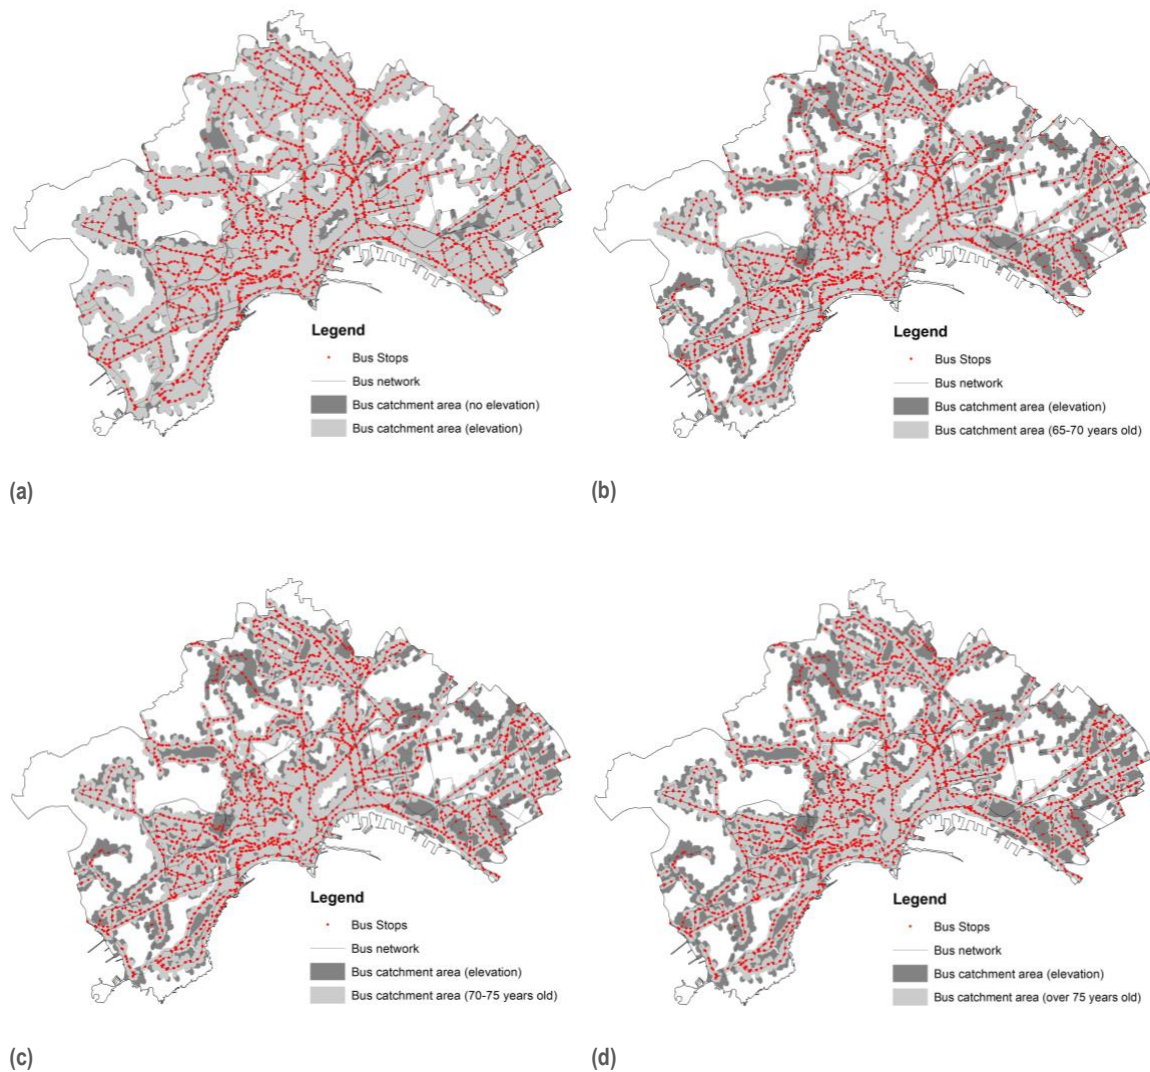 Legend
Bus Stops
Bus network
Bus catchment area (no elevation)
Bus catchment area (elevation)
(a)
Legend
Bus Stops
Bus network
Bus catchment area (elevation)
Bus catchment area (65-70 years old)
(b)
Legend
Bus Stops
Bus network
Bus catchment area (elevation)
Bus catchment area (70-75 years old)
(c)
Legend
Bus Stops
Bus network
Bus catchment area (elevation)
Bus catchment area (over 75 years old)
(d)